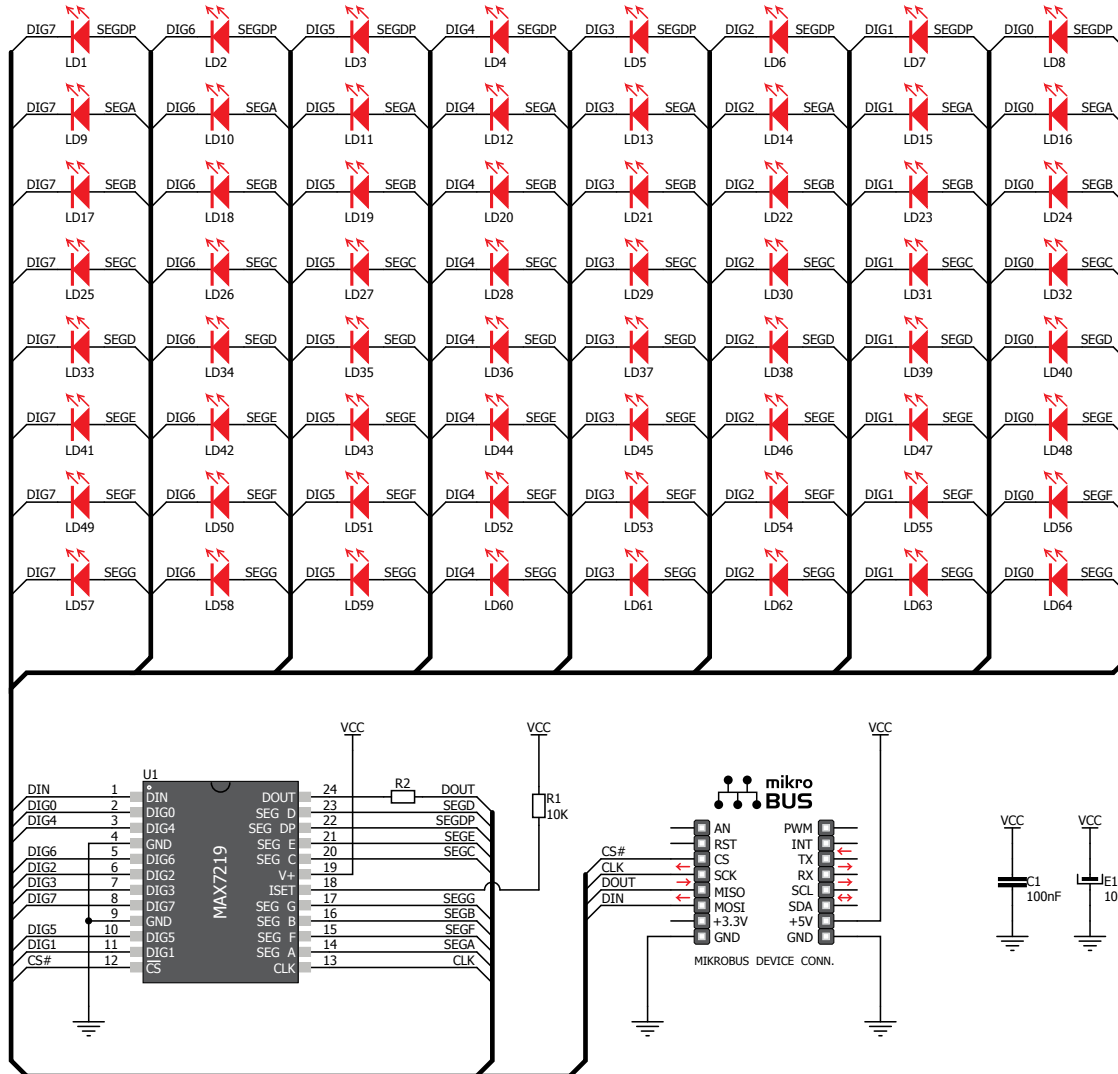 DIG7 SEGDP DIG6 SEGDP DIG5 SEGDP DIG4 SEGDP DIG3 SEGDP DIG2 SEGDP DIG1 SEGDP DIG0 SEGDP
LD1 LD2 LD3 LD4 LD5 LD6 LD7 LD8
DIG7 SEGA DIG6 SEGA DIG5 SEGA DIG4 SEGA DIG3 SEGA DIG2 SEGA DIG1 SEGA DIG0 SEGA
LD9 LD10 LD11 LD12 LD13 LD14 LD15 LD16
DIG7 SEGB DIG6 SEGB DIG5 SEGB DIG4 SEGB DIG3 SEGB DIG2 SEGB DIG1 SEGB DIG0 SEGB
LD17 LD18 LD19 LD20 LD21 LD22 LD23 LD24
DIG7 SEGC DIG6 SEGC DIG5 SEGC DIG4 SEGC DIG3 SEGC DIG2 SEGC DIG1 SEGC DIG0 SEGC
LD25 LD26 LD27 LD28 LD29 LD30 LD31 LD32
DIG7 SEGD DIG6 SEGD DIG5 SEGD DIG4 SEGD DIG3 SEGD DIG2 SEGD DIG1 SEGD DIG0 SEGD
LD33 LD34 LD35 LD36 LD37 LD38 LD39 LD40
DIG7 SEGE DIG6 SEGE DIG5 SEGE DIG4 SEGE DIG3 SEGE DIG2 SEGE DIG1 SEGE DIG0 SEGE
LD41 LD42 LD43 LD44 LD45 LD46 LD47 LD48
DIG7 SEGF DIG6 SEGF DIG5 SEGF DIG4 SEGF DIG3 SEGF DIG2 SEGF DIG1 SEGF DIG0 SEGF
LD49 LD50 LD51 LD52 LD53 LD54 LD55 LD56
DIG7 SEGG DIG6 SEGG DIG5 SEGG DIG4 SEGG DIG3 SEGG DIG2 SEGG DIG1 SEGG DIG0 SEGG
LD57 LD58 LD59 LD60 LD61 LD62 LD63 LD64
VCC VCC VCC
U1
MAX7219
DIN 1 DIN DOUT 24 R2 DOUT
DIG0 2 DIG0 SEG D 23 SEGD
DIG4 3 DIG4 SEG DP 22 SEGDP
4 GND SEG E 21 SEGE
DIG6 5 DIG6 SEG C 20 SEGC
DIG2 6 DIG2 V+ 19
DIG3 7 DIG3 ISET 18
DIG7 8 DIG7 SEG G 17 SEGG
9 GND SEG B 16 SEGB
DIG5 10 DIG5 SEG F 15 SEGF
DIG1 11 DIG1 SEG A 14 SEGA
CS# 12 CS CLK 13 CLK
R1
10K
mikro
BUS
AN PWM
RST INT
CS# CS TX
CLK SCK RX
DOUT MISO SCL
DIN MOSI SDA
+3.3V +5V
GND GND
MIKROBUS DEVICE CONN.
VCC VCC
C1 E1
100nF 10